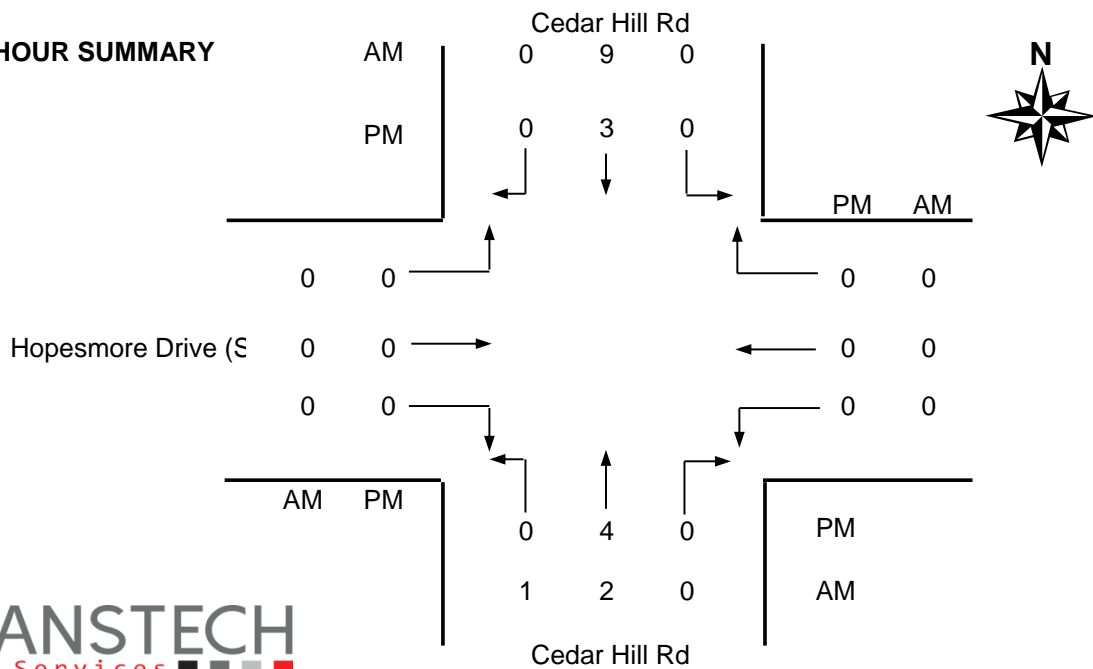 Cedar Hill Rd
HOUR SUMMARY AM 0 9 0 N
PM 0 3 0
PM AM
0 0 0 0
Hopesmore Drive (S 0 0 0 0
0 0 0 0
AM PM
0 4 0 PM
1 2 0 AM
ANSTECH
Services
Cedar Hill Rd